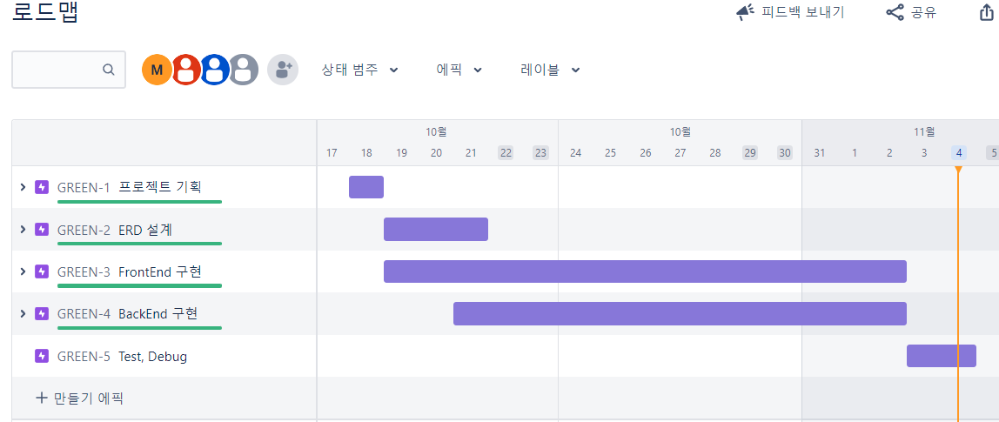 로드맵
피드백 보내기
공유
M
상태 범주
에픽
레이블
10월
10월
11월
17 18 19 20 21 22 23 24 25 26 27 28 29 30 31 1 2 3 4 5
GREEN-1 프로젝트 기획
GREEN-2 ERD 설계
GREEN-3 FrontEnd 구현
GREEN-4 BackEnd 구현
GREEN-5 Test, Debug
+ 만들기 에픽